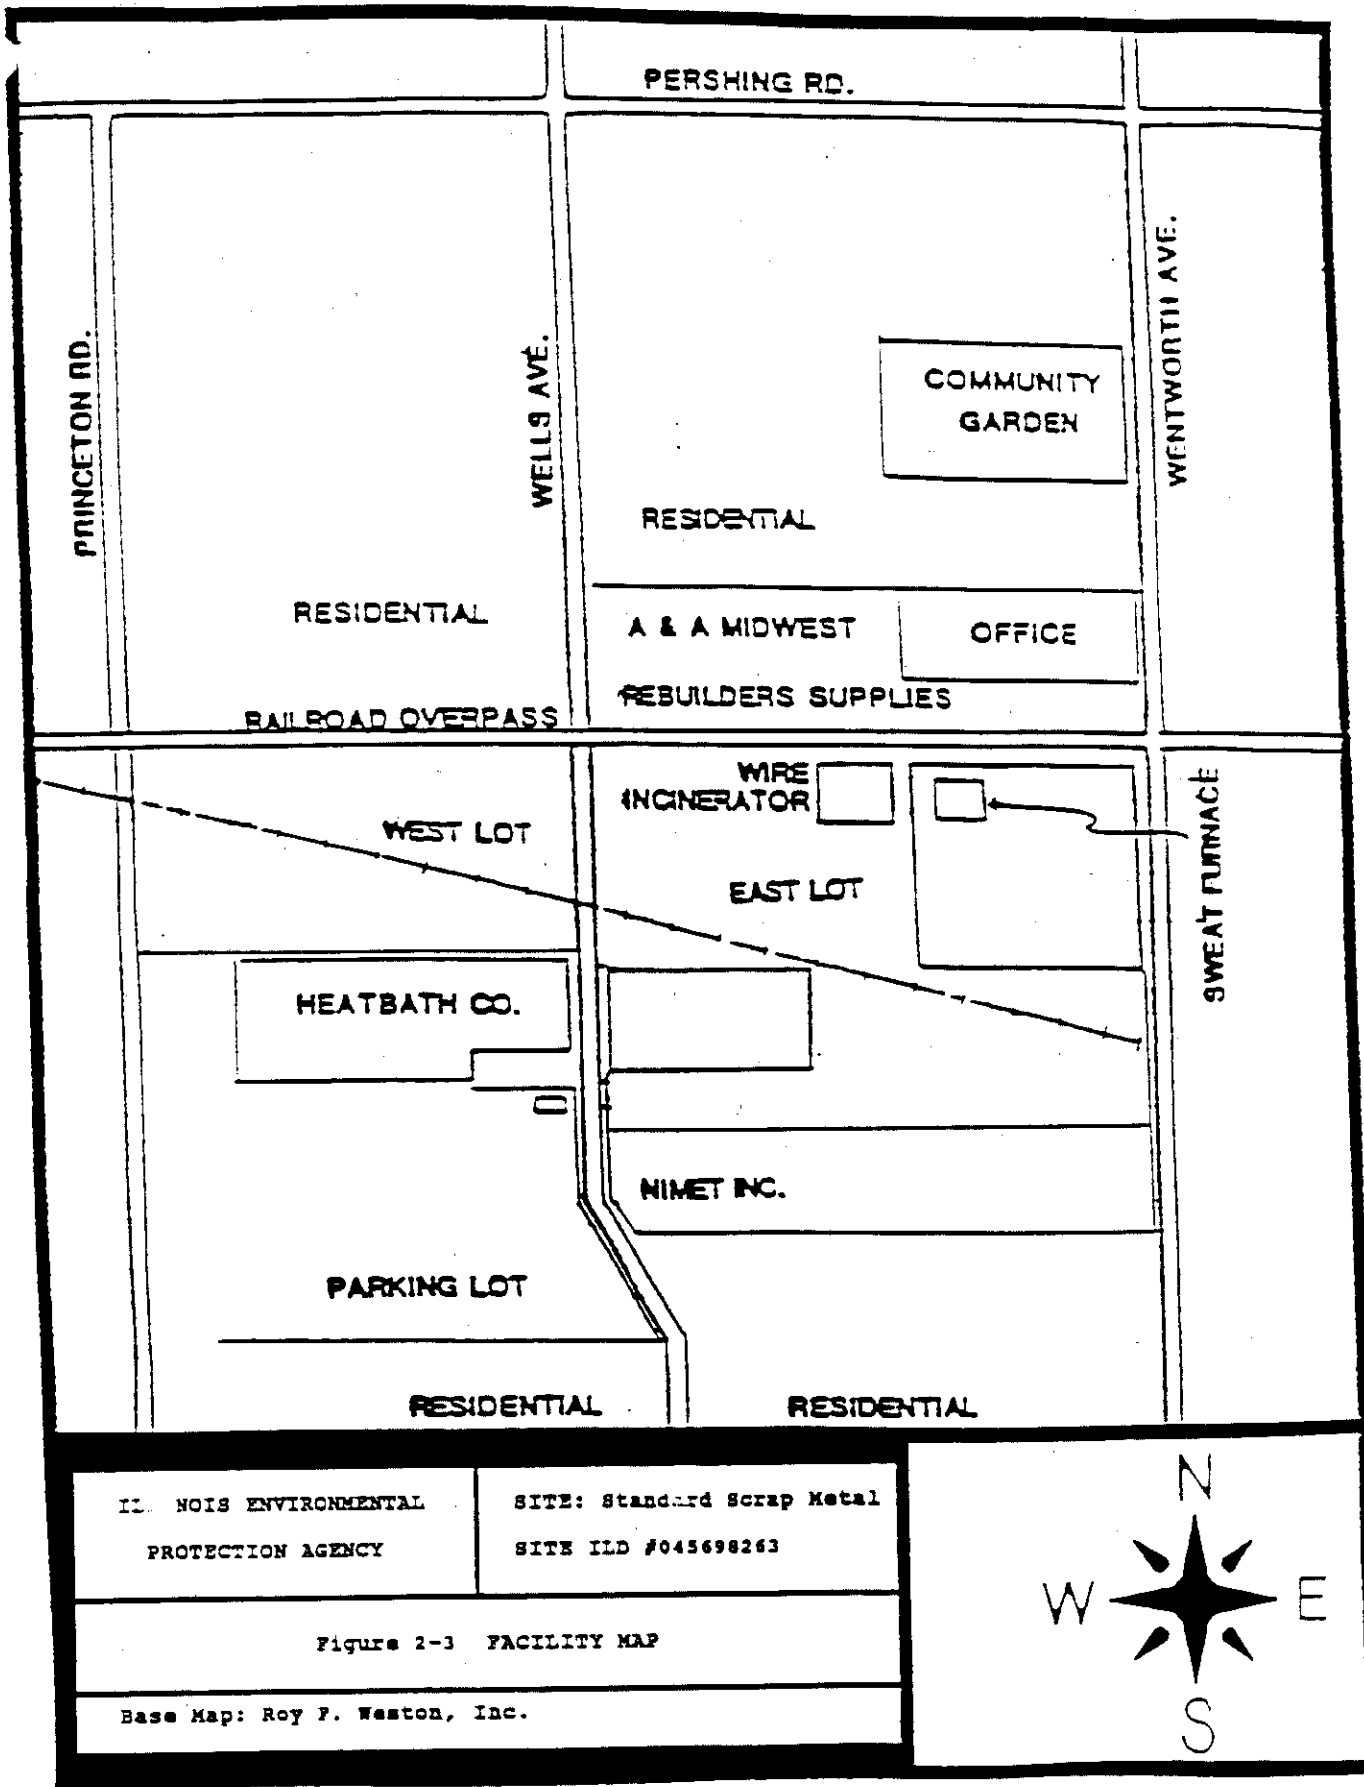 PERSHING RD.
PRINCETON RD.
WELLS AVE.
WENTWORTH AVE.
COMMUNITY
GARDEN
RESIDENTIAL
RESIDENTIAL
A & A MIDWEST
OFFICE
REBUILDERS SUPPLIES
RAILROAD OVERPASS
WIRE
INCINERATOR
WEST LOT
EAST LOT
SWEAT FURNACE
HEATBATH CO.
NIMET INC.
PARKING LOT
RESIDENTIAL
RESIDENTIAL
IL NOIS ENVIRONMENTAL
PROTECTION AGENCY
SITE: Standard Scrap Metal
SITE ILD #045698263
Figure 2-3 FACILITY MAP
Base Map: Roy F. Weston, Inc.
N
W E
S